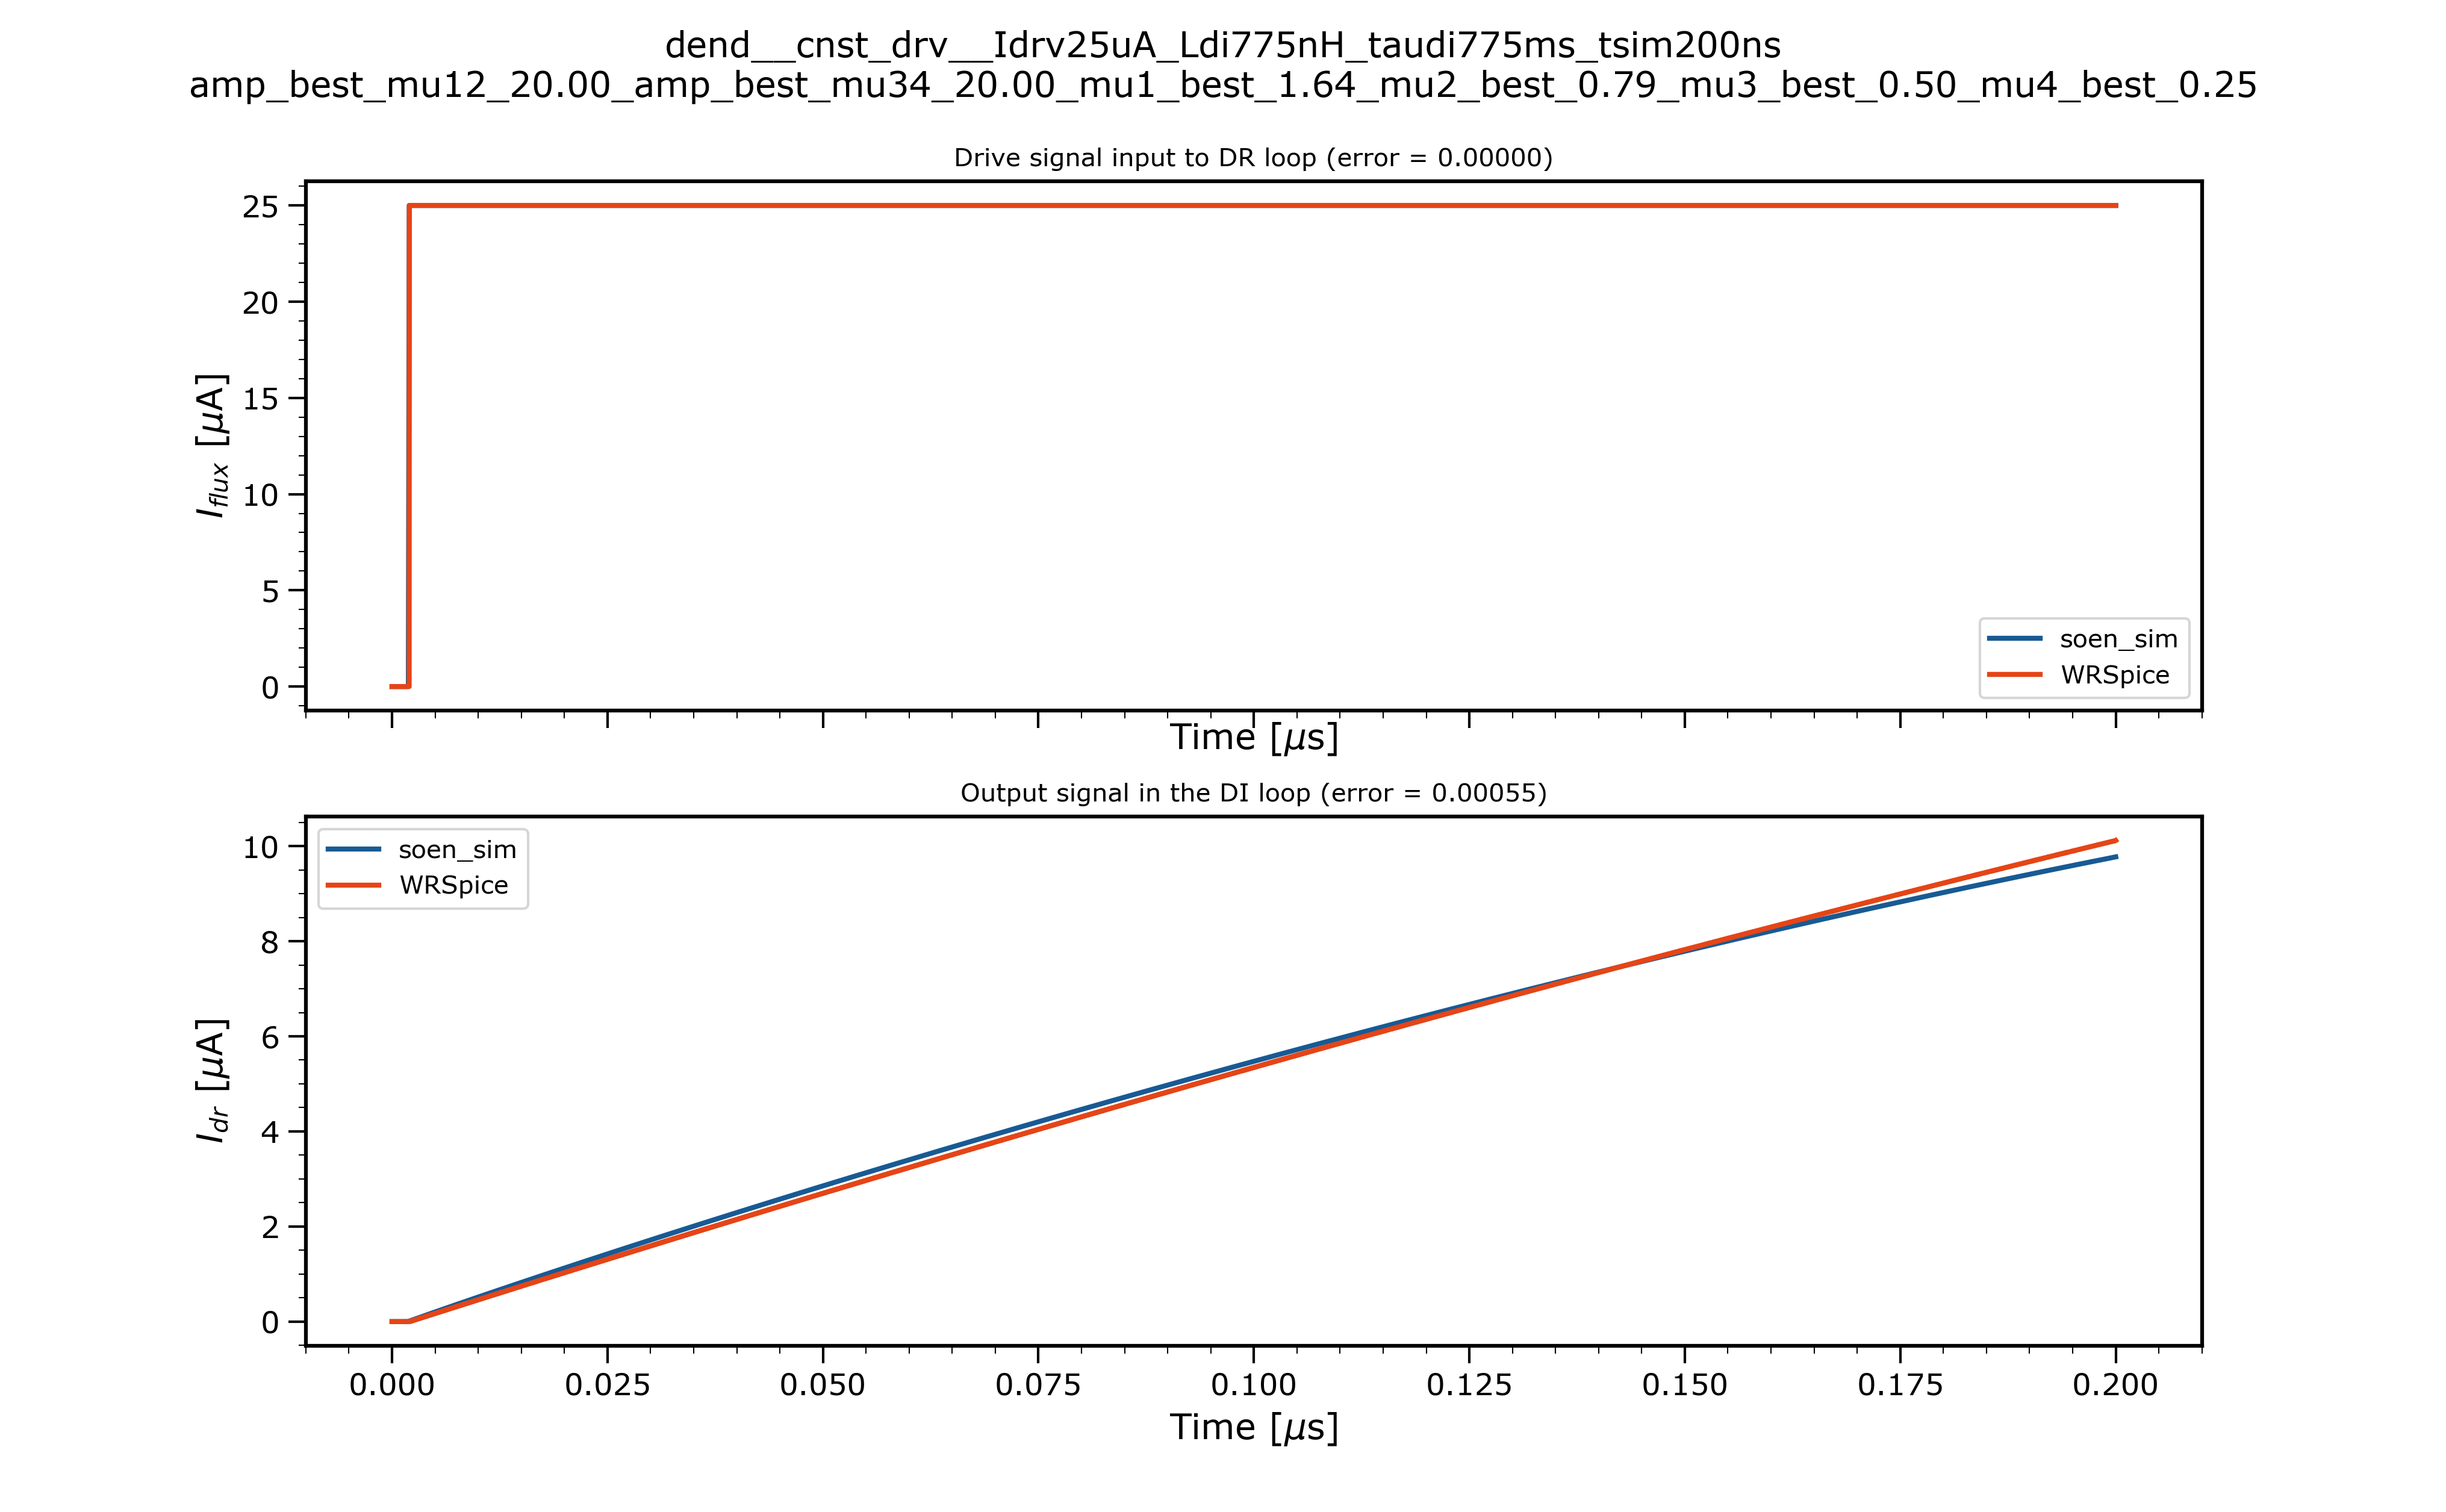 dend__cnst_drv__Idrv25uA_Ldi775nH_taudi775ms_tsim200ns
amp_best_mu12_20.00_amp_best_mu34_20.00_mu1_best_1.64_mu2_best_0.79_mu3_best_0.50_mu4_best_0.25
Drive signal input to DR loop (error = 0.00000)
25
20
15
10
5
0
I_flux [μA]
soen_sim
WRSpice
Time [μs]
Output signal in the DI loop (error = 0.00055)
soen_sim
WRSpice
10
8
6
4
2
0
I_dr [μA]
0.000 0.025 0.050 0.075 0.100 0.125 0.150 0.175 0.200
Time [μs]